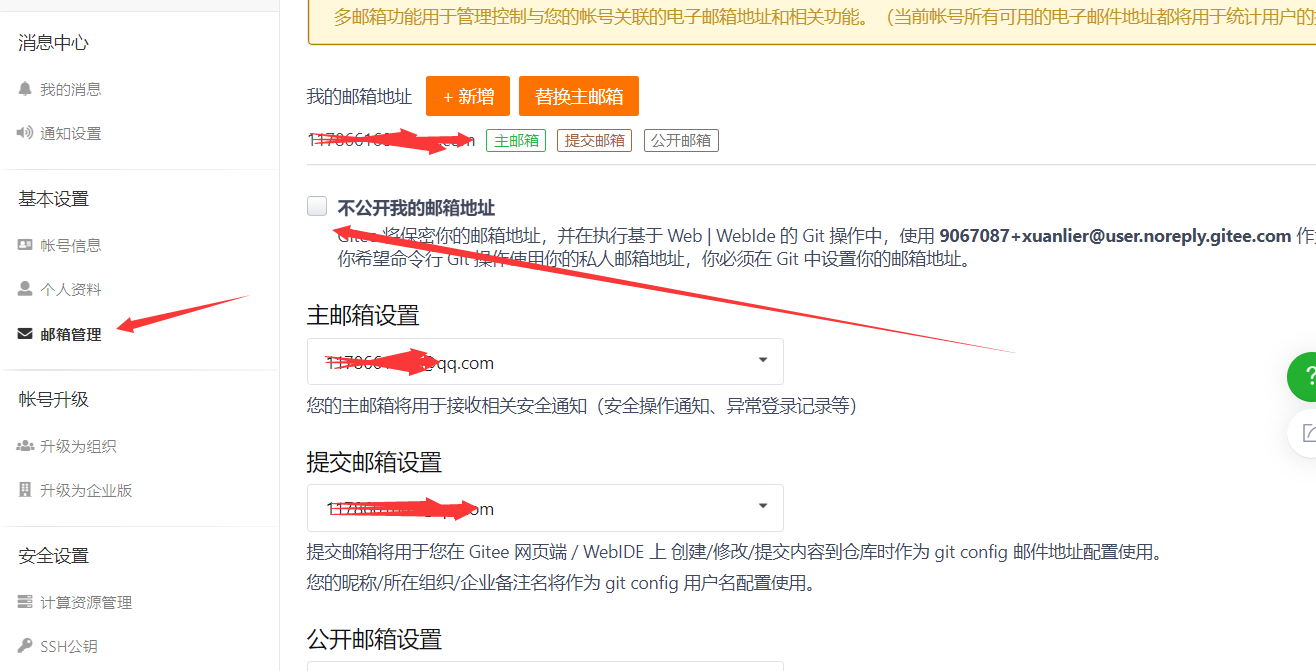 消息中心
我的消息
通知设置
基本设置
帐号信息
个人资料
邮箱管理
帐号升级
升级为组织
升级为企业版
安全设置
计算资源管理
SSH公钥
多邮箱功能用于管理控制与您的帐号关联的电子邮箱地址和相关功能。（当前帐号所有可用的电子邮件地址都将用于统计用户的
我的邮箱地址 + 新增 替换主邮箱
主邮箱 提交邮箱 公开邮箱
不公开我的邮箱地址
Gitee 将保密你的邮箱地址，并在执行基于 Web | WebIde 的 Git 操作中，使用 9067087+xuanlier@user.noreply.gitee.com 作
你希望命令行 Git 操作使用你的私人邮箱地址，你必须在 Git 中设置你的邮箱地址。
主邮箱设置
@qq.com
您的主邮箱将用于接收相关安全通知（安全操作通知、异常登录记录等）
提交邮箱设置
提交邮箱将用于您在 Gitee 网页端 / WebIDE 上 创建/修改/提交内容到仓库时作为 git config 邮件地址配置使用。
您的昵称/所在组织/企业备注名将作为 git config 用户名配置使用。
公开邮箱设置
?